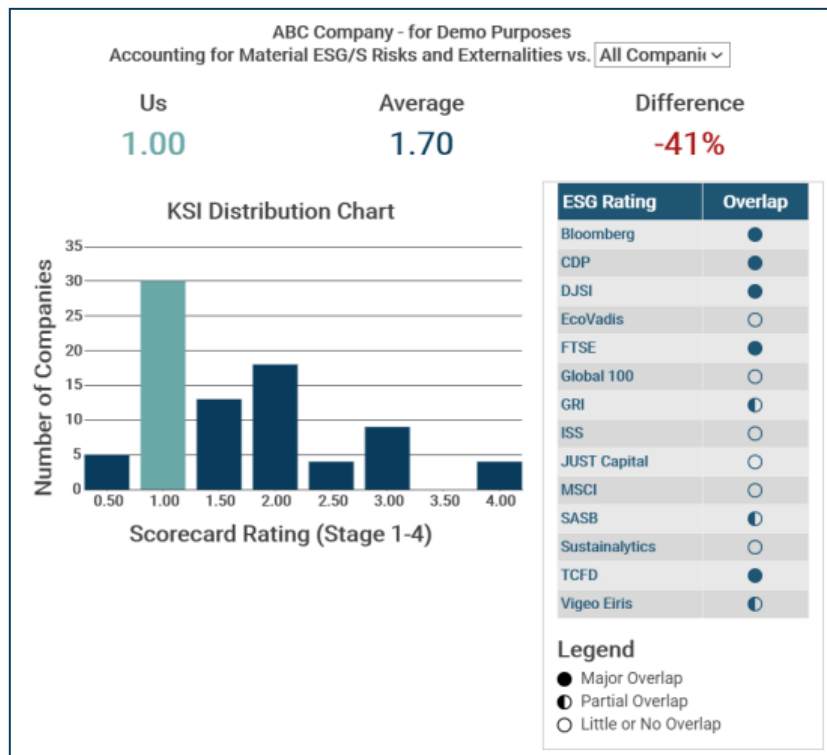 ABC Company - for Demo Purposes
Accounting for Material ESG/S Risks and Externalities vs. All Compani
Us
Average
Difference
1.00
1.70
-41%
KSI Distribution Chart
Number of Companies
35
30
25
20
15
10
5
0
0.50 1.00 1.50 2.00 2.50 3.00 3.50 4.00
Scorecard Rating (Stage 1-4)
ESG Rating Overlap
Bloomberg
CDP
DJSI
EcoVadis
FTSE
Global 100
GRI
ISS
JUST Capital
MSCI
SASB
Sustainalytics
TCFD
Vigeo Eiris
Legend
Major Overlap
Partial Overlap
Little or No Overlap